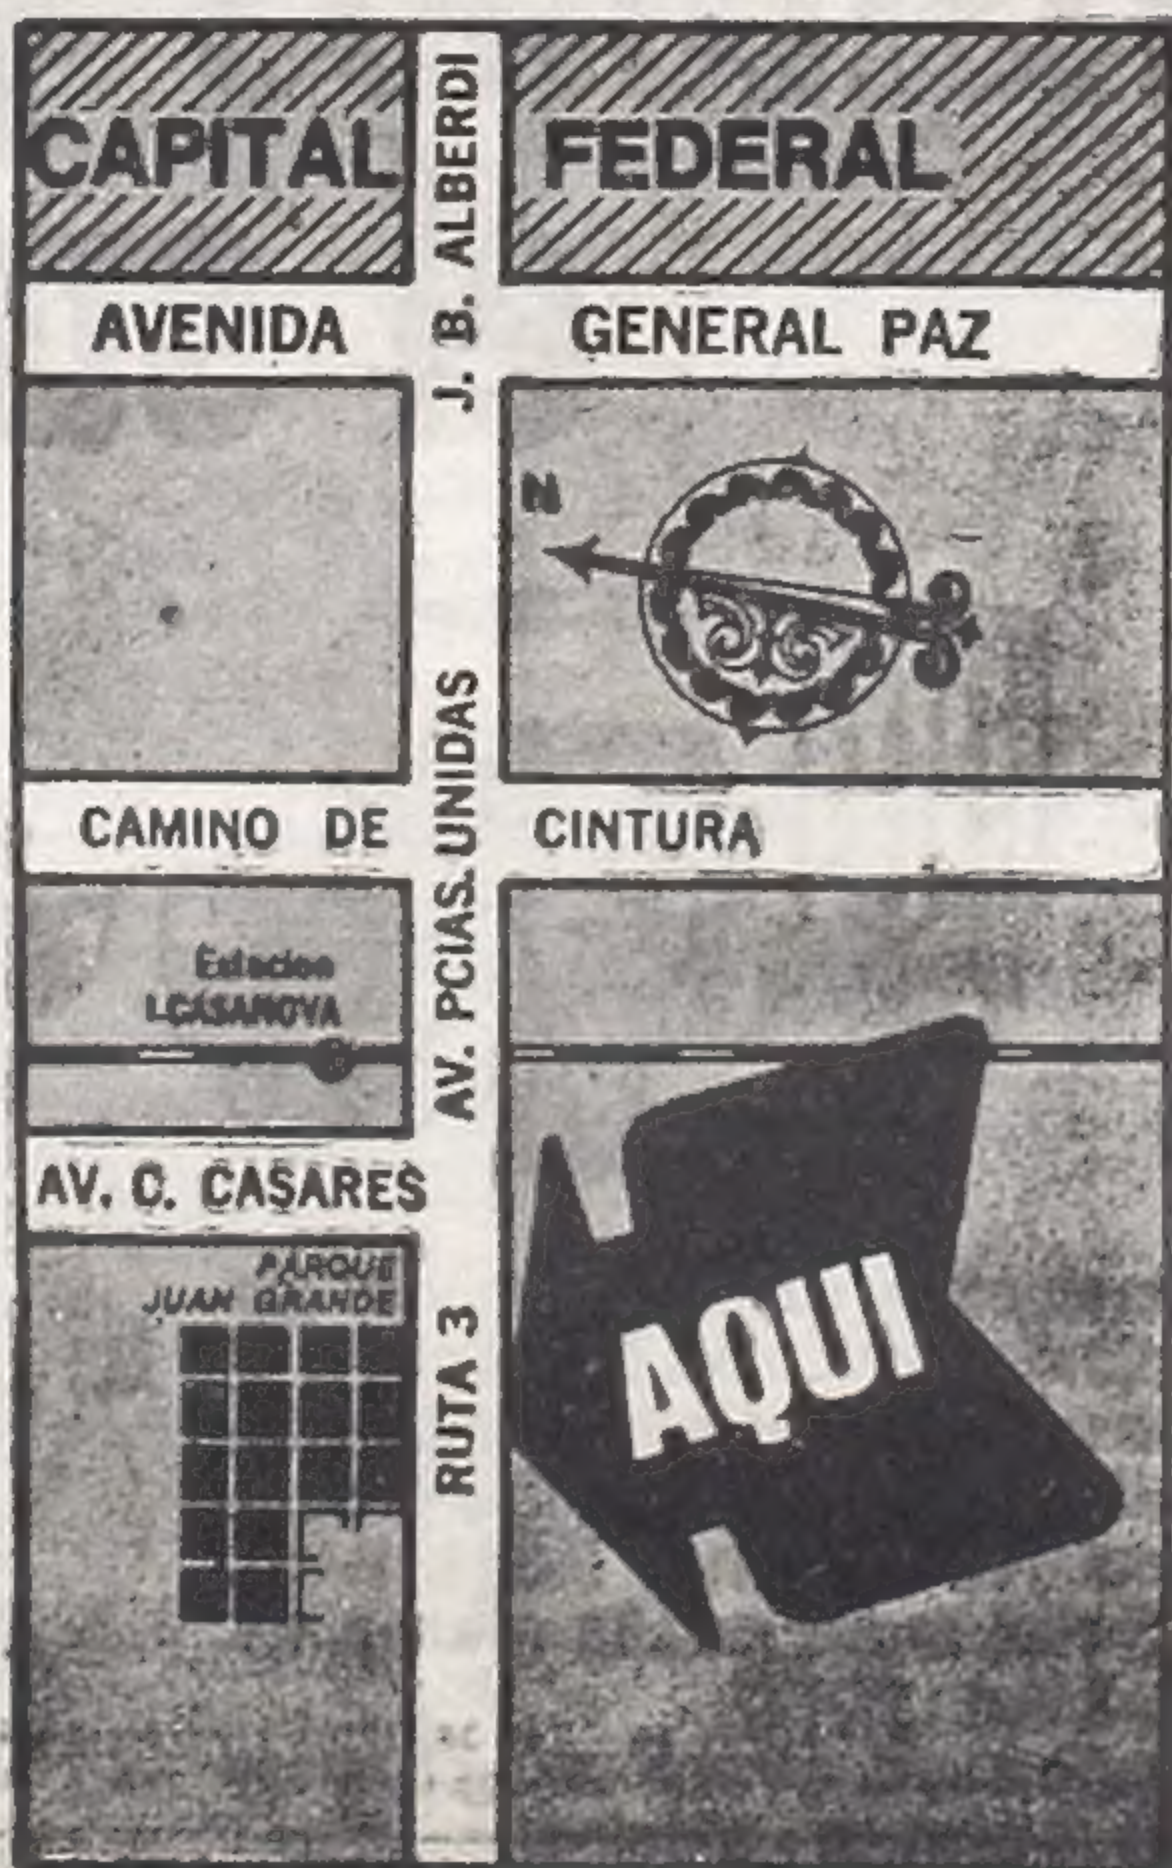 CAPITAL FEDERAL
J. B. ALBERDI
AVENIDA GENERAL PAZ
N
AV. PCIAS. UNIDAS
CAMINO DE CINTURA
Estacion
I.CASANOVA
AV. C. CASARES
PARQUE
JUAN GRANDE
RUTA 3
AQUI